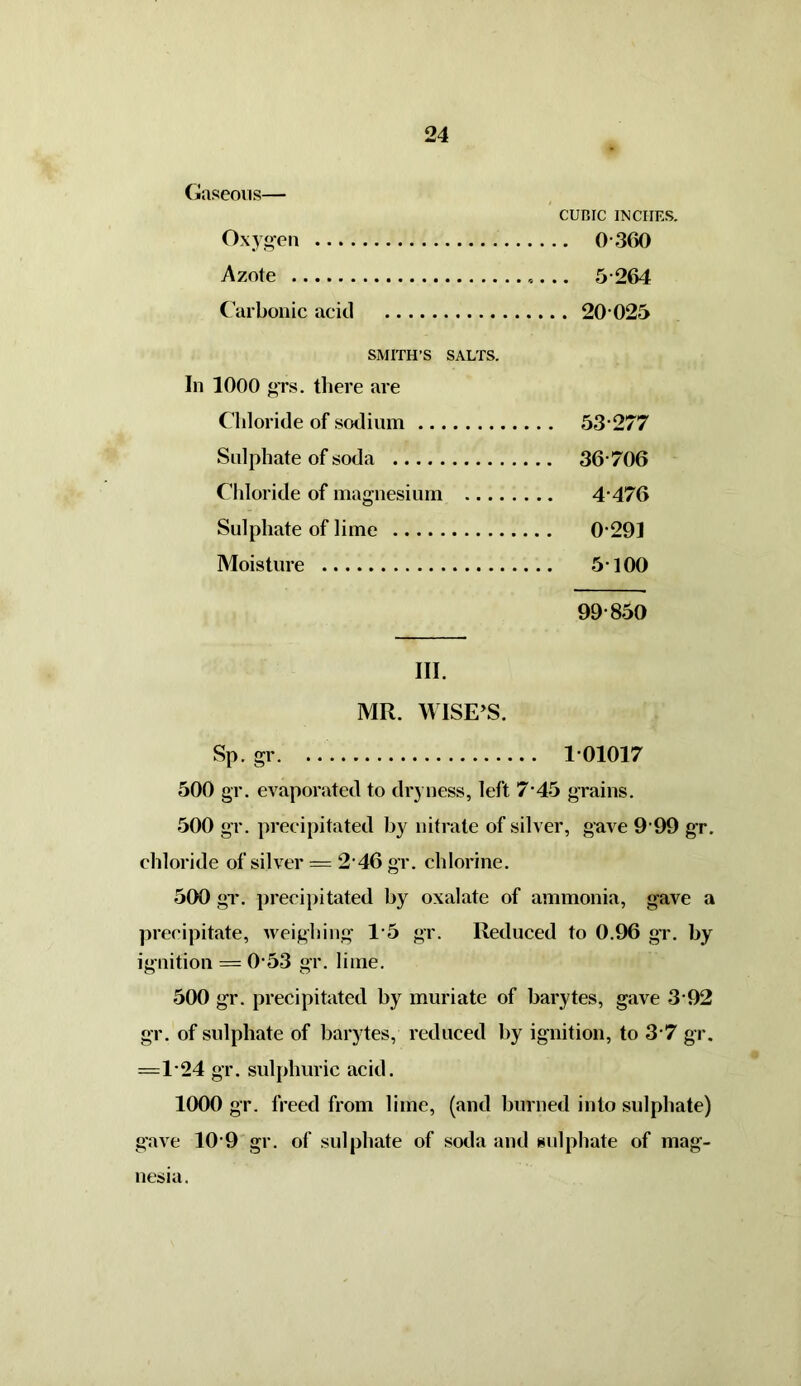 24
Gaseous—
CUBIC INCHES.
Oxygen .................... 0·360
Azote ....................... 5·264
Carbonic acid ................. 20·025
SMITH'S SALTS.
In 1000 grs. there are
Chloride of sodium ............ 53·277
Sulphate of soda .............. 36·706
Chloride of magnesium ......... 4·476
Sulphate of lime .............. 0·291
Moisture .................... 5·100
99·850
III.
MR. WISE'S.
Sp. gr. ..................... 1·01017
500 gr. evaporated to dryness, left 7·45 grains.
500 gr. precipitated by nitrate of silver, gave 9·99 gr.
chloride of silver = 2·46 gr. chlorine.
500 gr. precipitated by oxalate of ammonia, gave a
precipitate, weighing 1·5 gr. Reduced to 0.96 gr. by
ignition = 0·53 gr. lime.
500 gr. precipitated by muriate of barytes, gave 3·92
gr. of sulphate of barytes, reduced by ignition, to 3·7 gr.
=1·24 gr. sulphuric acid.
1000 gr. freed from lime, (and burned into sulphate)
gave 10·9 gr. of sulphate of soda and sulphate of mag-
nesia.